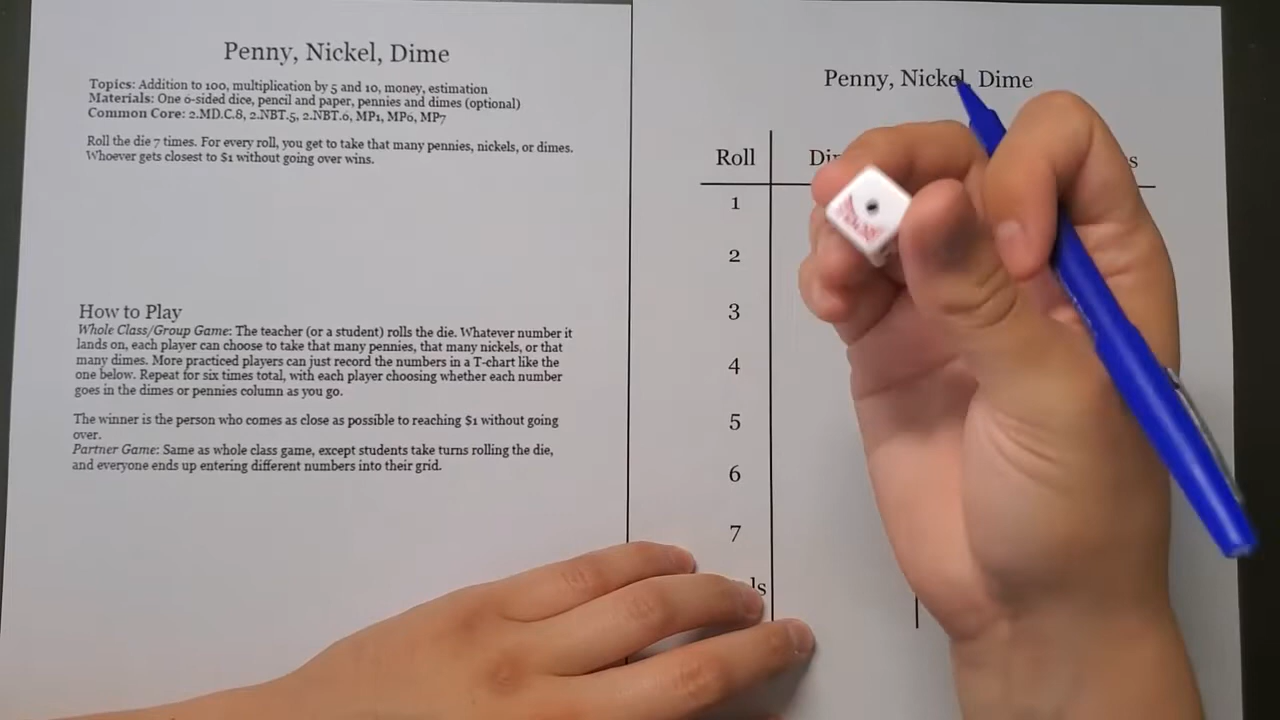 Penny, Nickel, Dime
Topics: Addition to 100, multiplication by 5 and 10, money, estimation
Materials: One 6-sided dice, pencil and paper, pennies and dimes (optional)
Common Core: 2.MD.C.8, 2.NBT.5, 2.NBT.6, MP1, MP6, MP7
Roll the die 7 times. For every roll, you get to take that many pennies, nickels, or dimes.
Whoever gets closest to $1 without going over wins.
How to Play
Whole Class/Group Game: The teacher (or a student) rolls the die. Whatever number it
lands on, each player can choose to take that many pennies, that many nickels, or that
many dimes. More practiced players can just record the numbers in a T-chart like the
one below. Repeat for six times total, with each player choosing whether each number
goes in the dimes or pennies column as you go.
The winner is the person who comes as close as possible to reaching $1 without going
over.
Partner Game: Same as whole class game, except students take turns rolling the die,
and everyone ends up entering different numbers into their grid.
Penny, Nickel, Dime
Roll
1
2
3
4
5
6
7